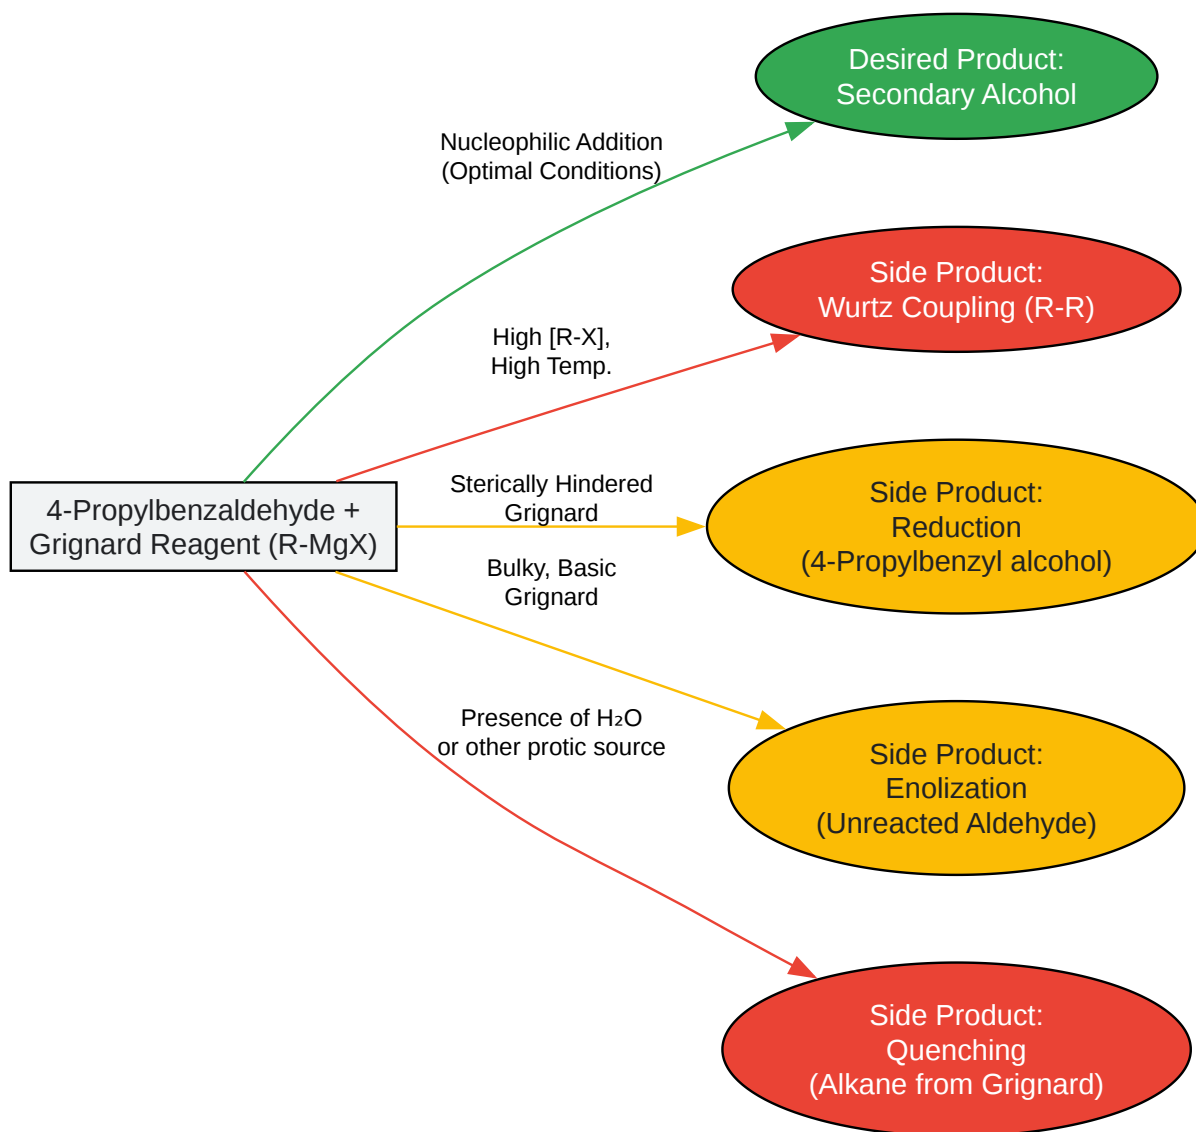 Desired Product:
Secondary Alcohol
Nucleophilic Addition
(Optimal Conditions)
Side Product:
Wurtz Coupling (R-R)
High [R-X],
High Temp.
4-Propylbenzaldehyde +
Grignard Reagent (R-MgX)
Sterically Hindered
Grignard
Side Product:
Reduction
(4-Propylbenzyl alcohol)
Bulky, Basic
Grignard
Side Product:
Enolization
(Unreacted Aldehyde)
Presence of H₂O
or other protic source
Side Product:
Quenching
(Alkane from Grignard)